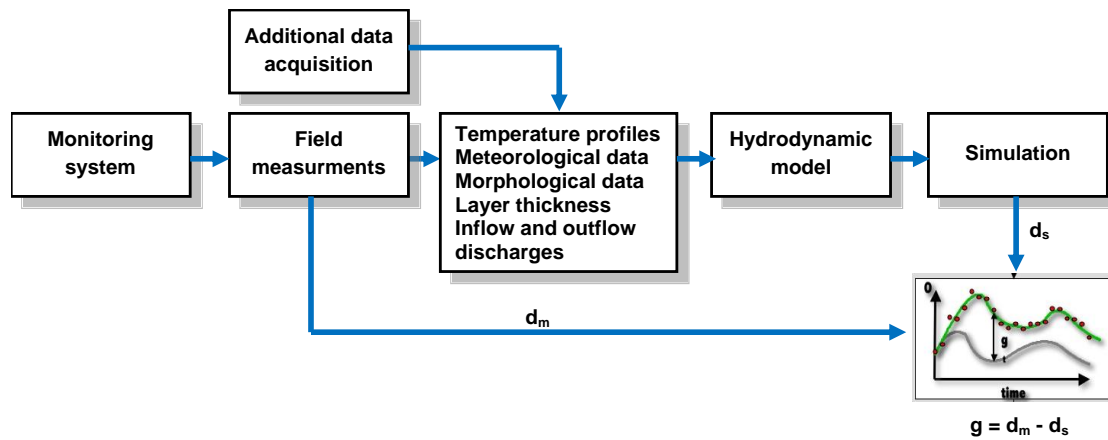 Additional data
acquisition
Monitoring
system
Field
measurments
Temperature profiles
Meteorological data
Morphological data
Layer thickness
Inflow and outflow
discharges
Hydrodynamic
model
Simulation
dₛ
dₘ
O
g
t
time
g = dₘ - dₛ